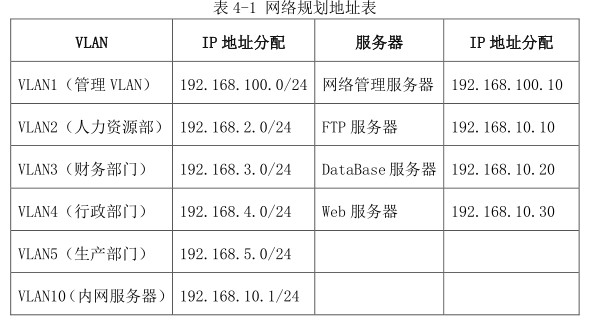 表 4-1 网络规划地址表
VLAN IP 地址分配 服务器 IP 地址分配
VLAN1（管理 VLAN） 192.168.100.0/24 网络管理服务器 192.168.100.10
VLAN2（人力资源部） 192.168.2.0/24 FTP 服务器 192.168.10.10
VLAN3（财务部门） 192.168.3.0/24 DataBase 服务器 192.168.10.20
VLAN4（行政部门） 192.168.4.0/24 Web 服务器 192.168.10.30
VLAN5（生产部门） 192.168.5.0/24
VLAN10（内网服务器） 192.168.10.1/24